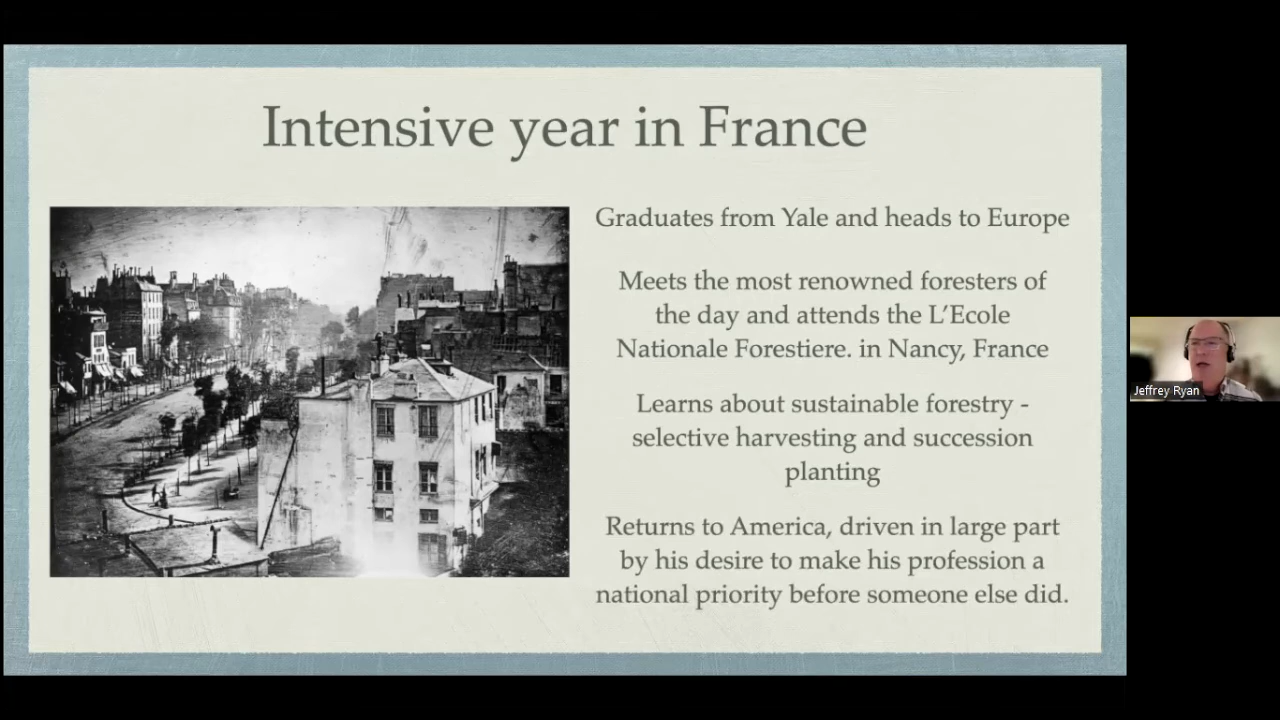 Intensive year in France
Graduates from Yale and heads to Europe
Meets the most renowned foresters of
the day and attends the L’Ecole
Nationale Forestiere. in Nancy, France
Learns about sustainable forestry -
selective harvesting and succession
planting
Returns to America, driven in large part
by his desire to make his profession a
national priority before someone else did.
Jeffrey Ryan